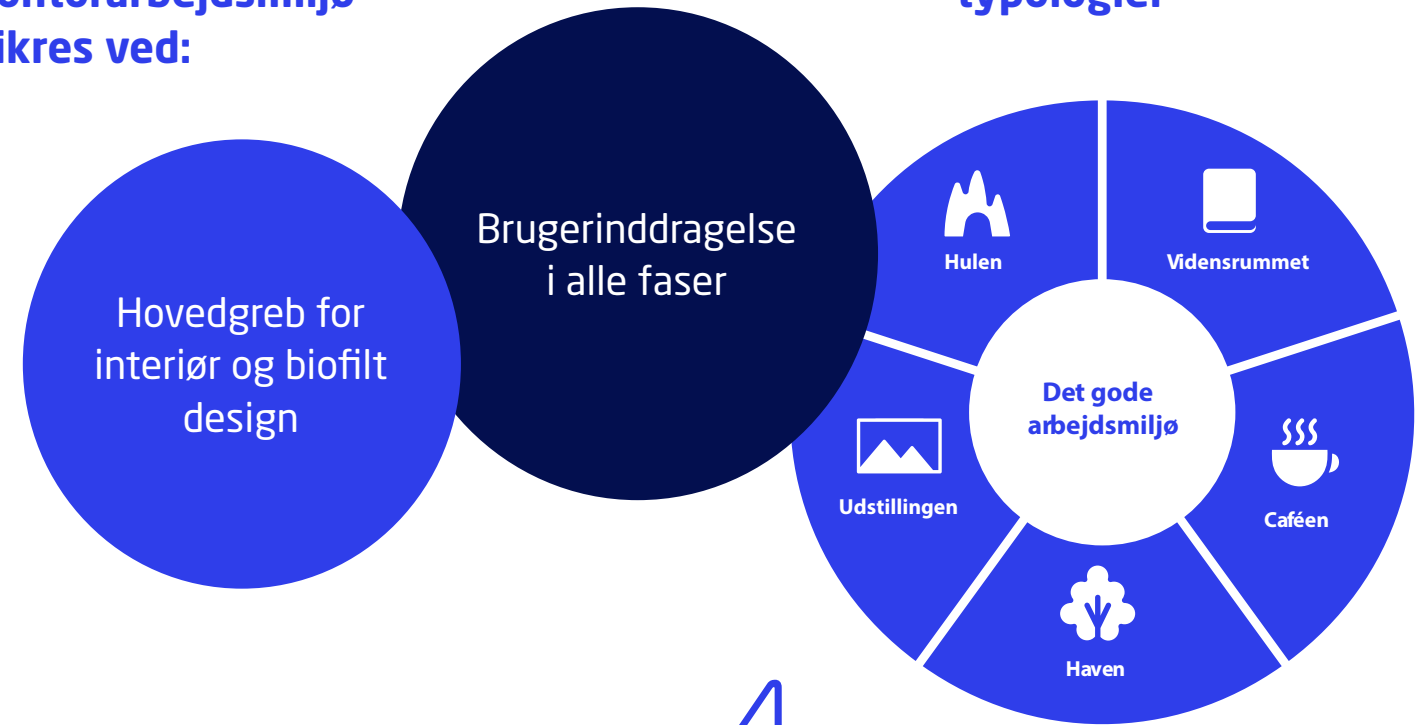 ikres ved:
typologier
Hovedgreb for
interiør og biofilt
design
Brugerinddragelse
i alle faser
Hulen
Vidensrummet
Det gode
arbejdsmiljø
Udstillingen
Caféen
Haven